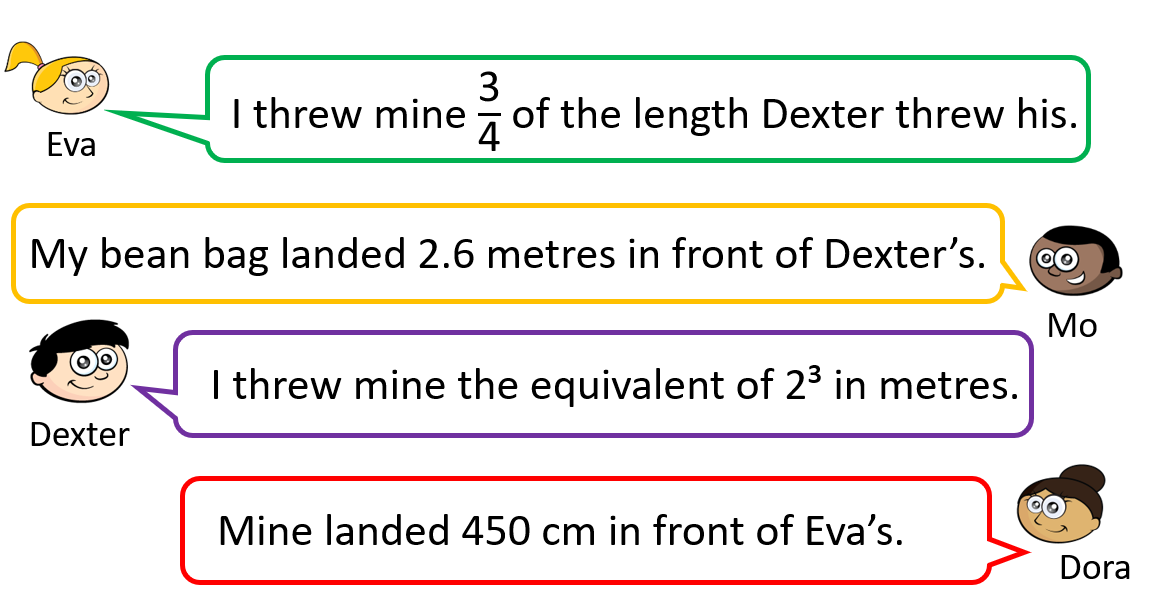 I threw mine 3/4 of the length Dexter threw his.
Eva
My bean bag landed 2.6 metres in front of Dexter’s.
Mo
I threw mine the equivalent of 2³ in metres.
Dexter
Mine landed 450 cm in front of Eva’s.
Dora